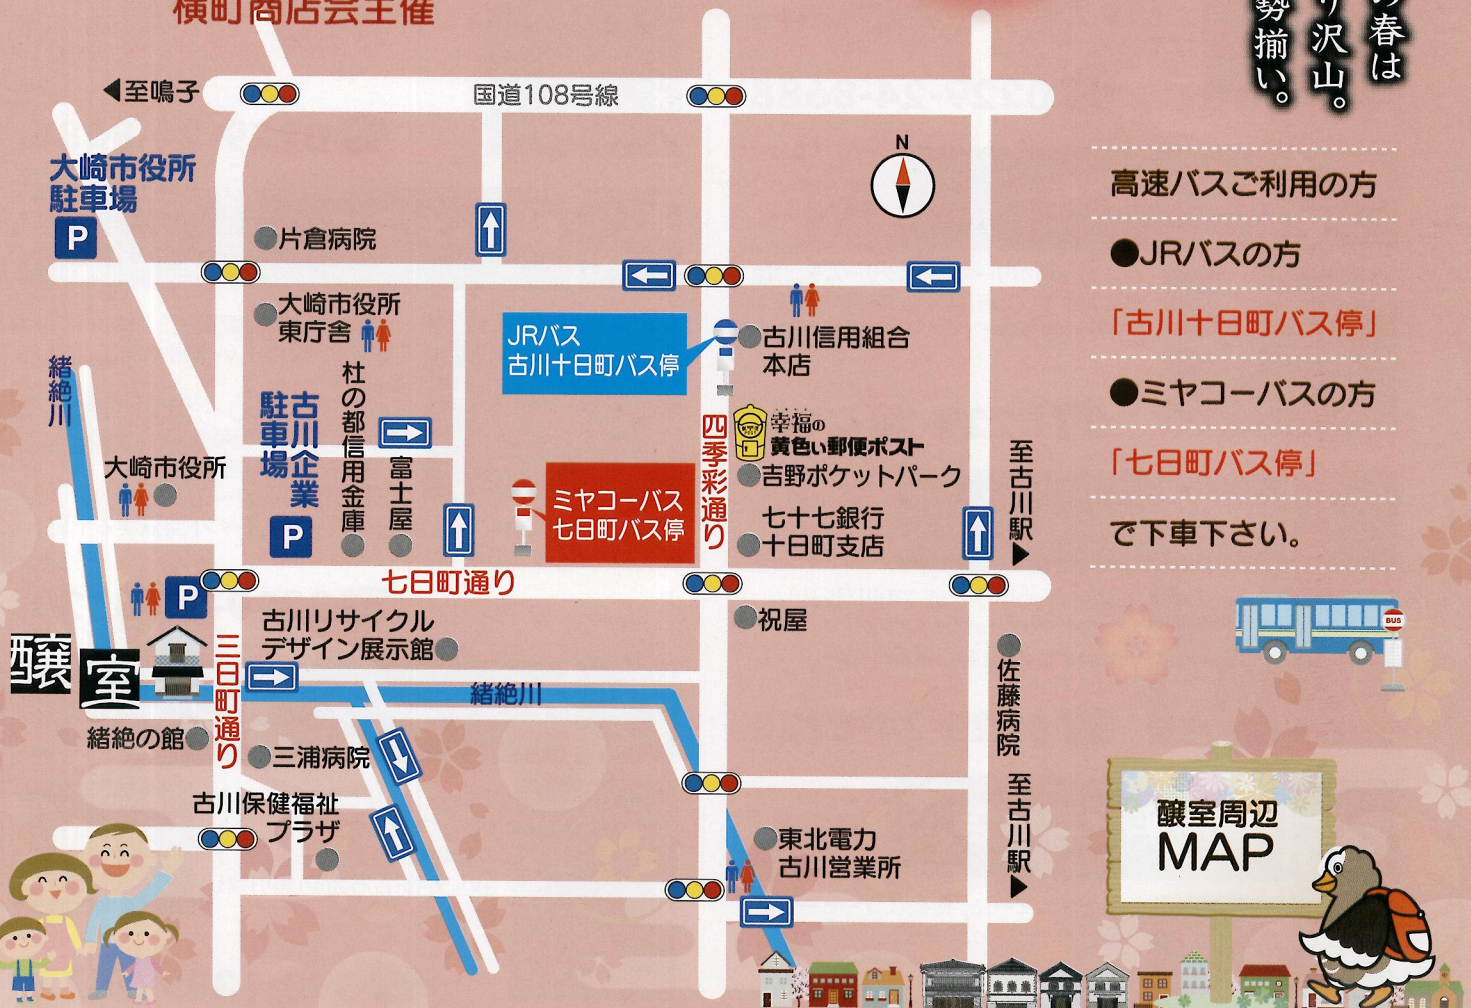 横町商店会主催
の春は
り沢山。
勢揃い。
◀至鳴子
国道108号線
N
大崎市役所
駐車場
P
片倉病院
大崎市役所
東庁舎
JRバス
古川十日町バス停
古川信用組合
本店
緒絶川
杜の都信用金庫
古川企業
駐車場
P
富士屋
大崎市役所
幸福の
黄色い郵便ポスト
四季彩通り
吉野ポケットパーク
ミヤコーバス
七日町バス停
七十七銀行
十日町支店
至古川駅▶
七日町通り
P
古川リサイクル
デザイン展示館
祝屋
醸室
三日町通り
緒絶川
佐藤病院
緒絶の館
三浦病院
古川保健福祉
プラザ
東北電力
古川営業所
至古川駅▶
高速バスご利用の方
●JRバスの方
「古川十日町バス停」
●ミヤコーバスの方
「七日町バス停」
で下車下さい。
BUS
醸室周辺
MAP